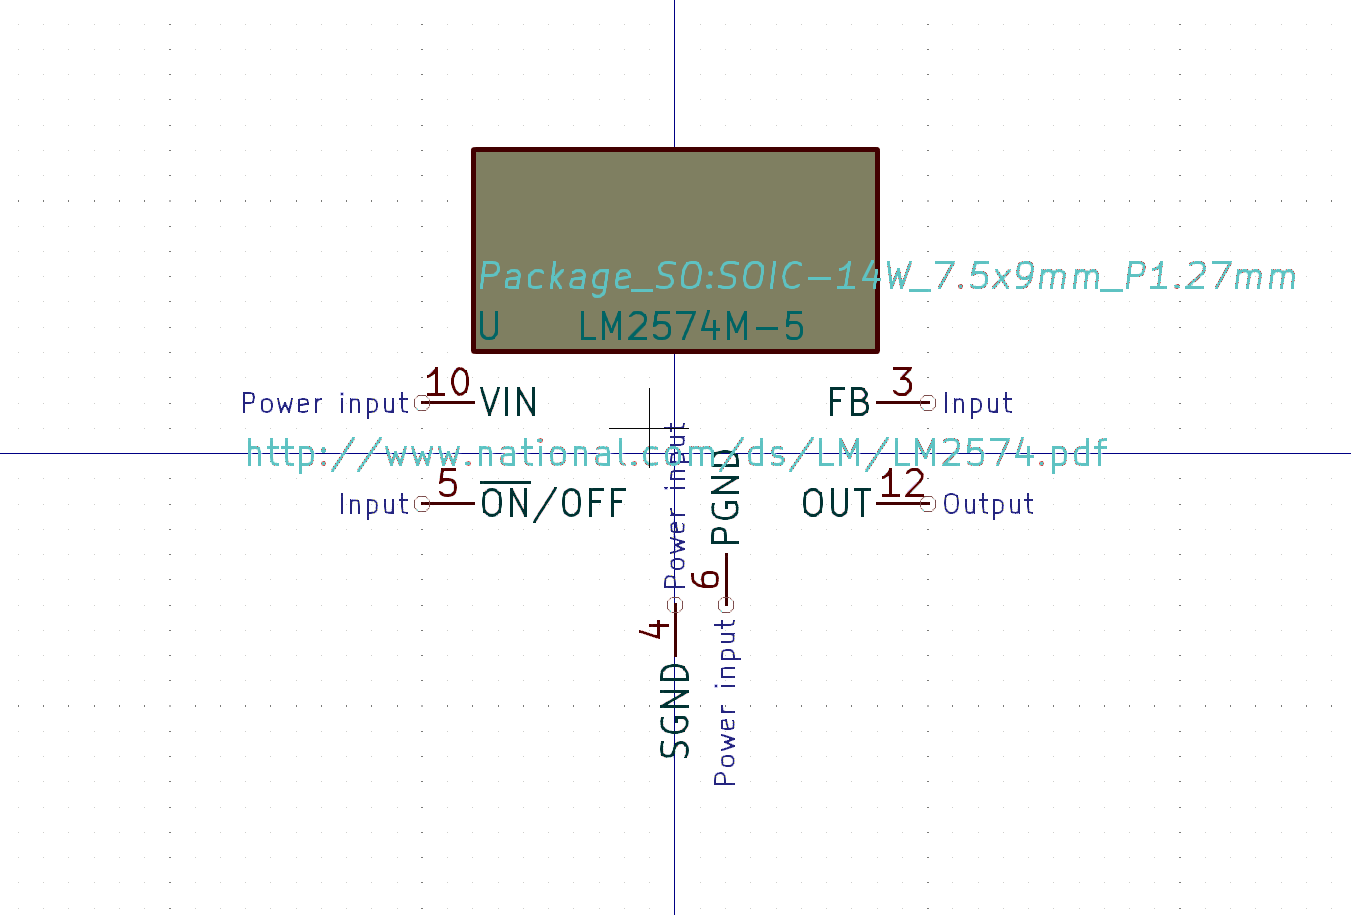 Package_SO:SOIC-14W_7.5x9mm_P1.27mm
U LM2574M-5
Power input 10 VIN
FB 3 Input
http://www.national.com/ds/LM/LM2574.pdf
Input 5 ON/OFF
OUT 12 Output
Power input
PGND
6
4
SGND
Power input